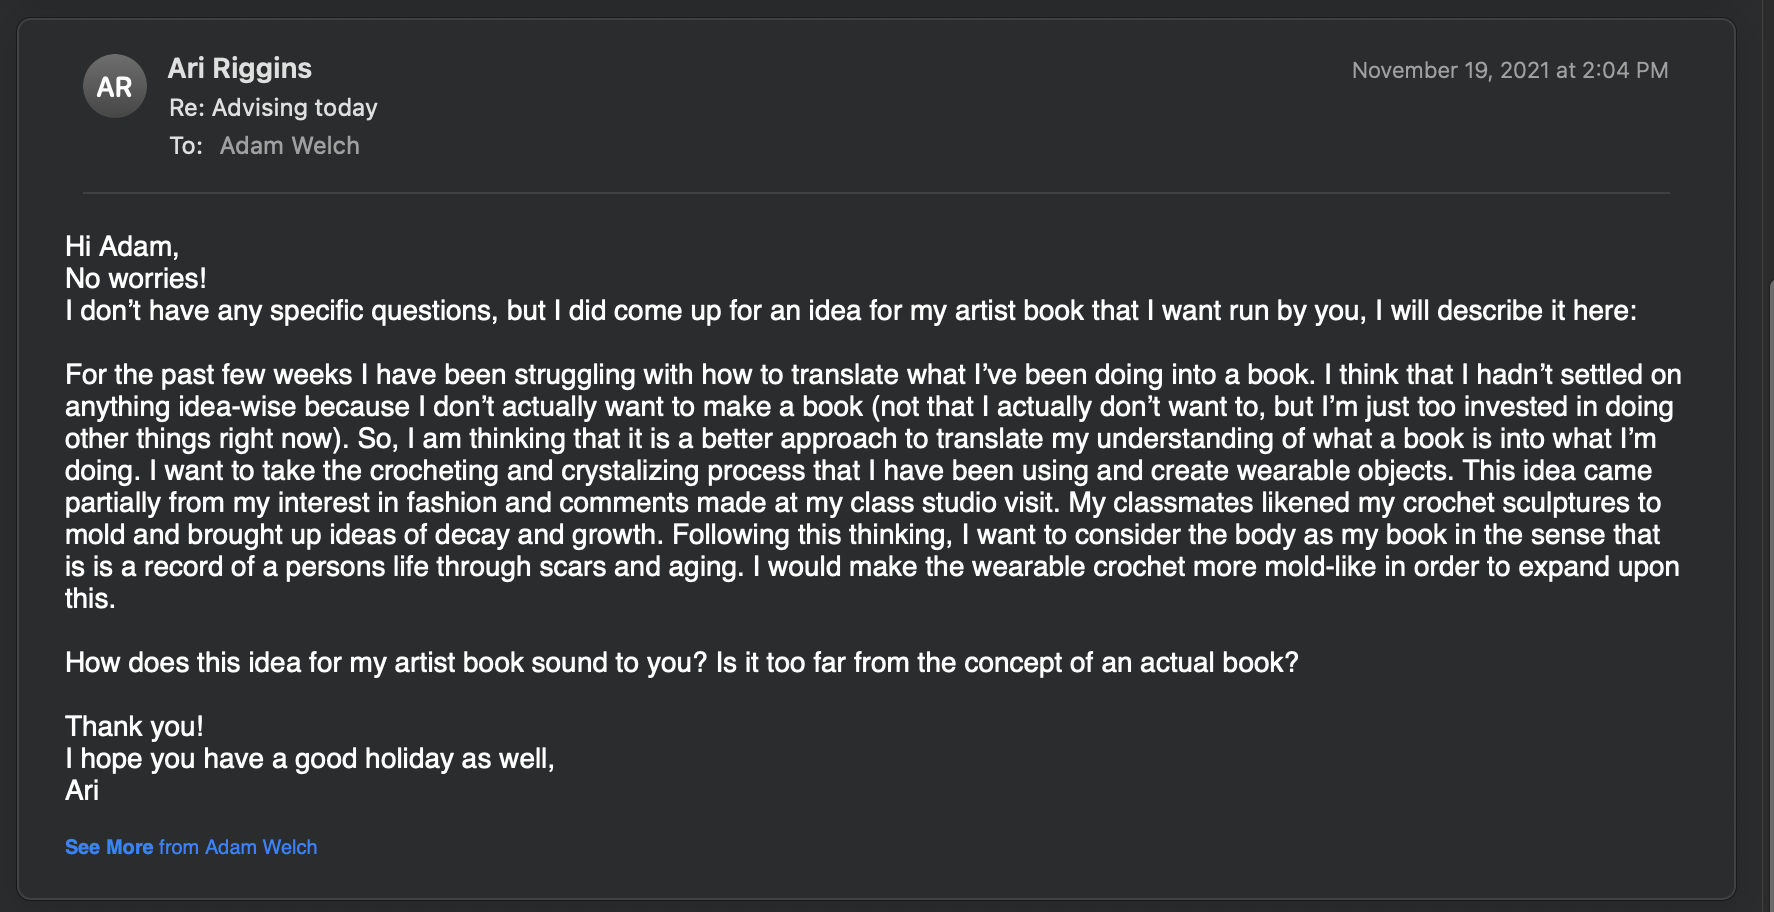 AR
Ari Riggins
November 19, 2021 at 2:04 PM
Re: Advising today
To: Adam Welch
Hi Adam,
No worries!
I don’t have any specific questions, but I did come up for an idea for my artist book that I want run by you, I will describe it here:
For the past few weeks I have been struggling with how to translate what I’ve been doing into a book. I think that I hadn’t settled on
anything idea-wise because I don’t actually want to make a book (not that I actually don’t want to, but I’m just too invested in doing
other things right now). So, I am thinking that it is a better approach to translate my understanding of what a book is into what I’m
doing. I want to take the crocheting and crystalizing process that I have been using and create wearable objects. This idea came
partially from my interest in fashion and comments made at my class studio visit. My classmates likened my crochet sculptures to
mold and brought up ideas of decay and growth. Following this thinking, I want to consider the body as my book in the sense that
is is a record of a persons life through scars and aging. I would make the wearable crochet more mold-like in order to expand upon
this.
How does this idea for my artist book sound to you? Is it too far from the concept of an actual book?
Thank you!
I hope you have a good holiday as well,
Ari
See More from Adam Welch